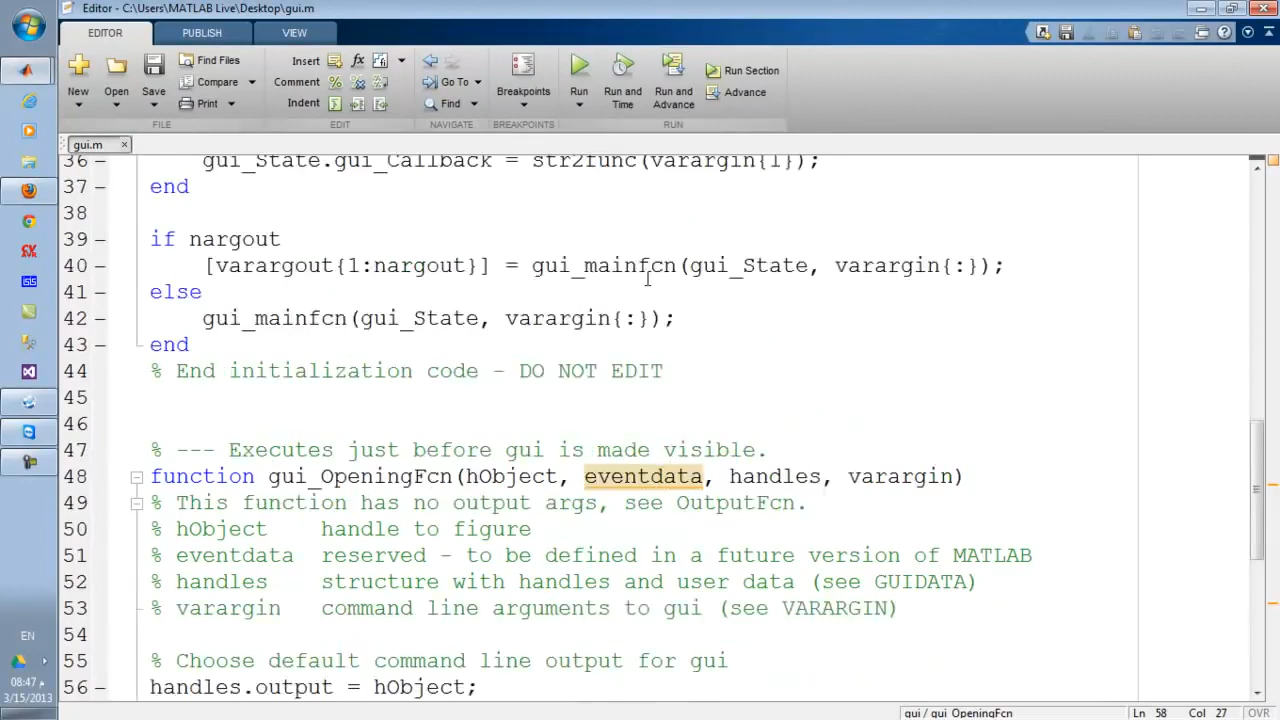 Editor - C:\Users\MATLAB Live\Desktop\gui.m
EDITOR PUBLISH VIEW
New Open Save
Find Files
Compare
Print
Insert
Comment
Indent
Go To
Find
Breakpoints
Run
Run and Time
Run and Advance
Run Section
Advance
FILE EDIT NAVIGATE BREAKPOINTS RUN
gui.m
36 gui_State.gui_Callback = str2func(varargin{1});
37 – end
38
39 – if nargout
40 – [varargout{1:nargout}] = gui_mainfcn(gui_State, varargin{:});
41 – else
42 – gui_mainfcn(gui_State, varargin{:});
43 – end
44 % End initialization code - DO NOT EDIT
45
46
47 % --- Executes just before gui is made visible.
48 function gui_OpeningFcn(hObject, eventdata, handles, varargin)
49 % This function has no output args, see OutputFcn.
50 % hObject    handle to figure
51 % eventdata  reserved - to be defined in a future version of MATLAB
52 % handles    structure with handles and user data (see GUIDATA)
53 % varargin   command line arguments to gui (see VARARGIN)
54
55 % Choose default command line output for gui
56 – handles.output = hObject;
EN
08:47 م
3/15/2013
gui / gui_OpeningFcn Ln 58 Col 27 OVR